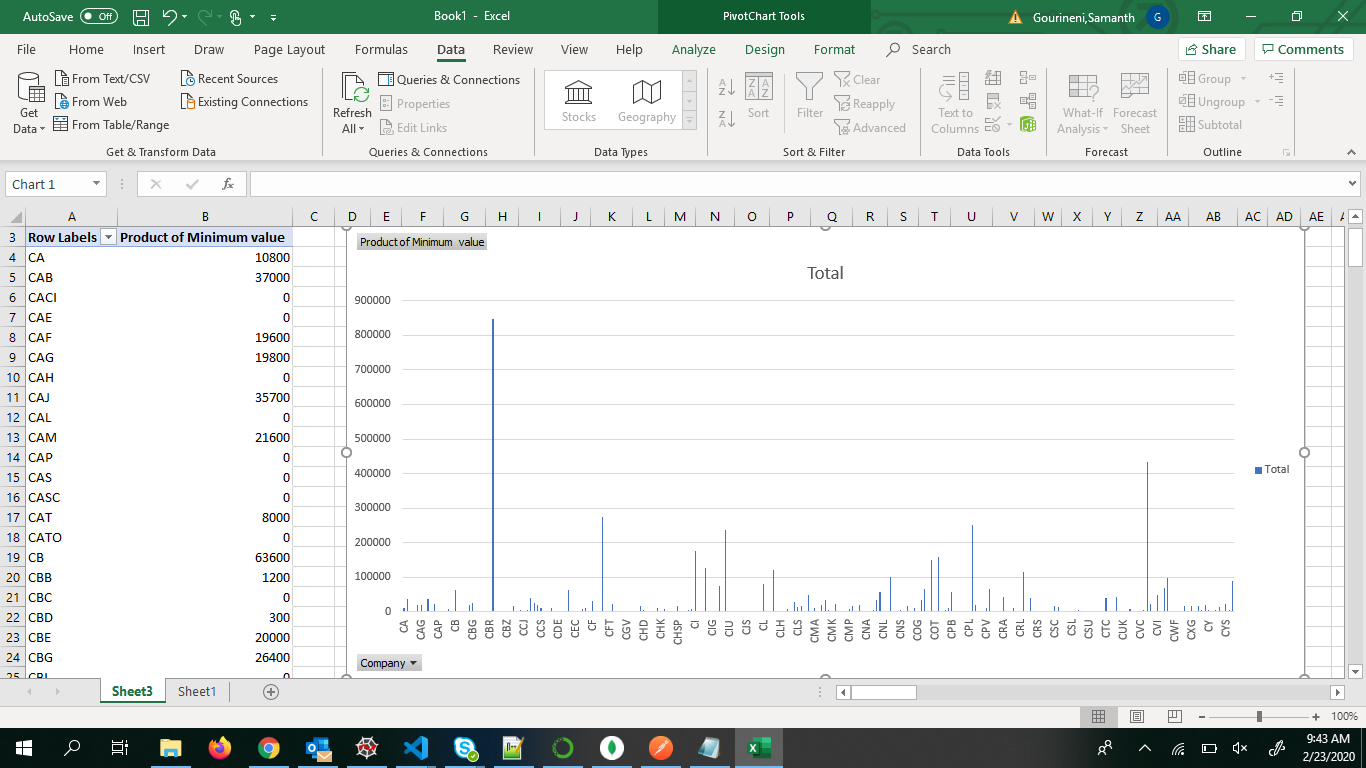 AutoSave Off Book1 - Excel PivotChart Tools Gourineni,Samanth G
File Home Insert Draw Page Layout Formulas Data Review View Help Analyze Design Format Search Share Comments
Get Data
From Text/CSV
From Web
From Table/Range
Recent Sources
Existing Connections
Get & Transform Data
Refresh All
Queries & Connections
Properties
Edit Links
Queries & Connections
Stocks Geography
Data Types
Sort
Filter
Clear
Reapply
Advanced
Sort & Filter
Text to Columns
Data Tools
What-If Analysis
Forecast Sheet
Forecast
Group
Ungroup
Subtotal
Outline
Chart 1 fx
A B C D E F G H I J K L M N O P Q R S T U V W X Y Z AA AB AC AD AE
3 Row Labels Product of Minimum value
4 CA 10800
5 CAB 37000
6 CACI 0
7 CAE 0
8 CAF 19600
9 CAG 19800
10 CAH 0
11 CAJ 35700
12 CAL 0
13 CAM 21600
14 CAP 0
15 CAS 0
16 CASC 0
17 CAT 8000
18 CATO 0
19 CB 63600
20 CBB 1200
21 CBC 0
22 CBD 300
23 CBE 20000
24 CBG 26400
Product of Minimum value
Total
900000
800000
700000
600000
500000
400000
300000
200000
100000
0
CA CAG CAP CB CBG CBR CBZ CCJ CCS CDE CEC CF CFT CGV CHD CHK CHSP CI CIG CIU CJS CL CLH CLS CMA CMK CMP CNA CNL CNS COG COT CPB CPL CPV CRA CRL CRS CSC CSL CSU CTC CUK CVC CVI CWF CXG CY CYS
Total
Company
Sheet3 Sheet1
100%
9:43 AM
2/23/2020